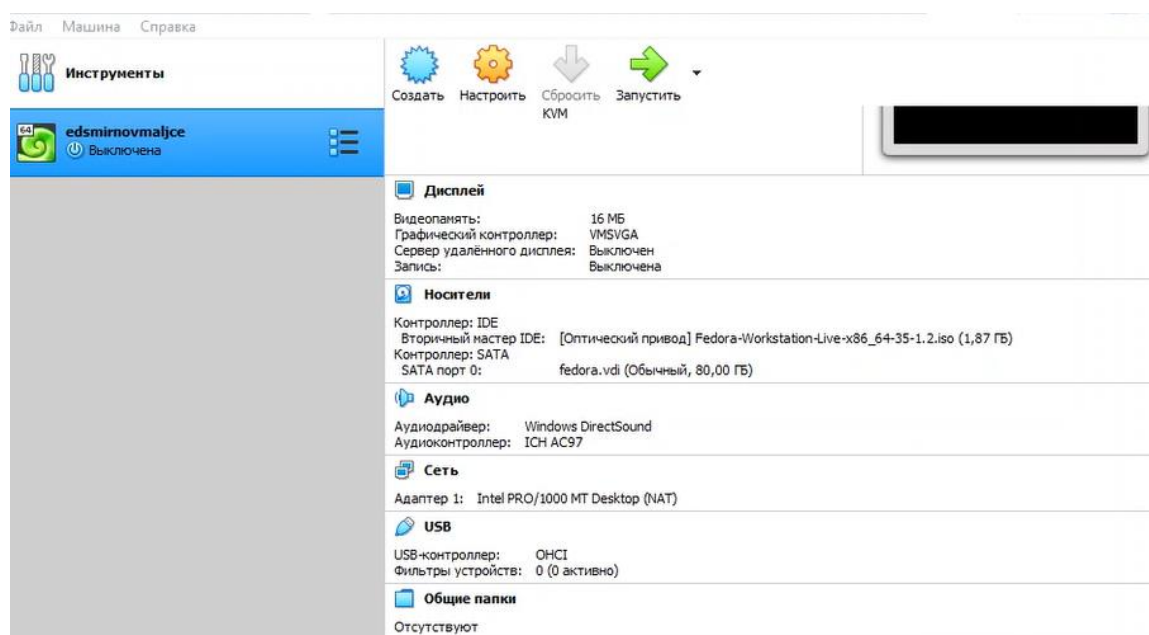 Файл Машина Справка
Инструменты
Создать Настроить Сбросить Запустить
KVM
64
edsmirnovmaljce
Выключена
Дисплей
Видеопамять: 16 МБ
Графический контроллер: VMSVGA
Сервер удалённого дисплея: Выключен
Запись: Выключена
Носители
Контроллер: IDE
Вторичный мастер IDE: [Оптический привод] Fedora-Workstation-Live-x86_64-35-1.2.iso (1,87 ГБ)
Контроллер: SATA
SATA порт 0: fedora.vdi (Обычный, 80,00 ГБ)
Аудио
Аудиодрайвер: Windows DirectSound
Аудиоконтроллер: ICH AC97
Сеть
Адаптер 1: Intel PRO/1000 MT Desktop (NAT)
USB
USB-контроллер: OHCI
Фильтры устройств: 0 (0 активно)
Общие папки
Отсутствуют